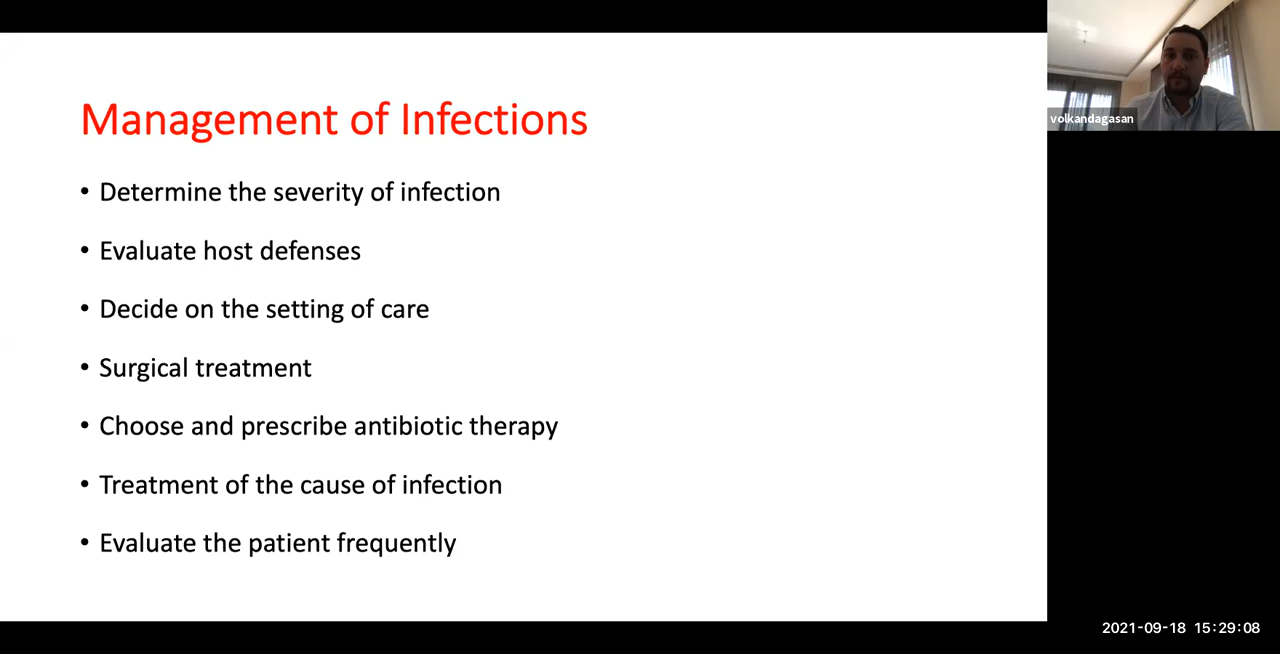 Management of Infections
• Determine the severity of infection
• Evaluate host defenses
• Decide on the setting of care
• Surgical treatment
• Choose and prescribe antibiotic therapy
• Treatment of the cause of infection
• Evaluate the patient frequently
volkandagasan
2021-09-18 15:29:08